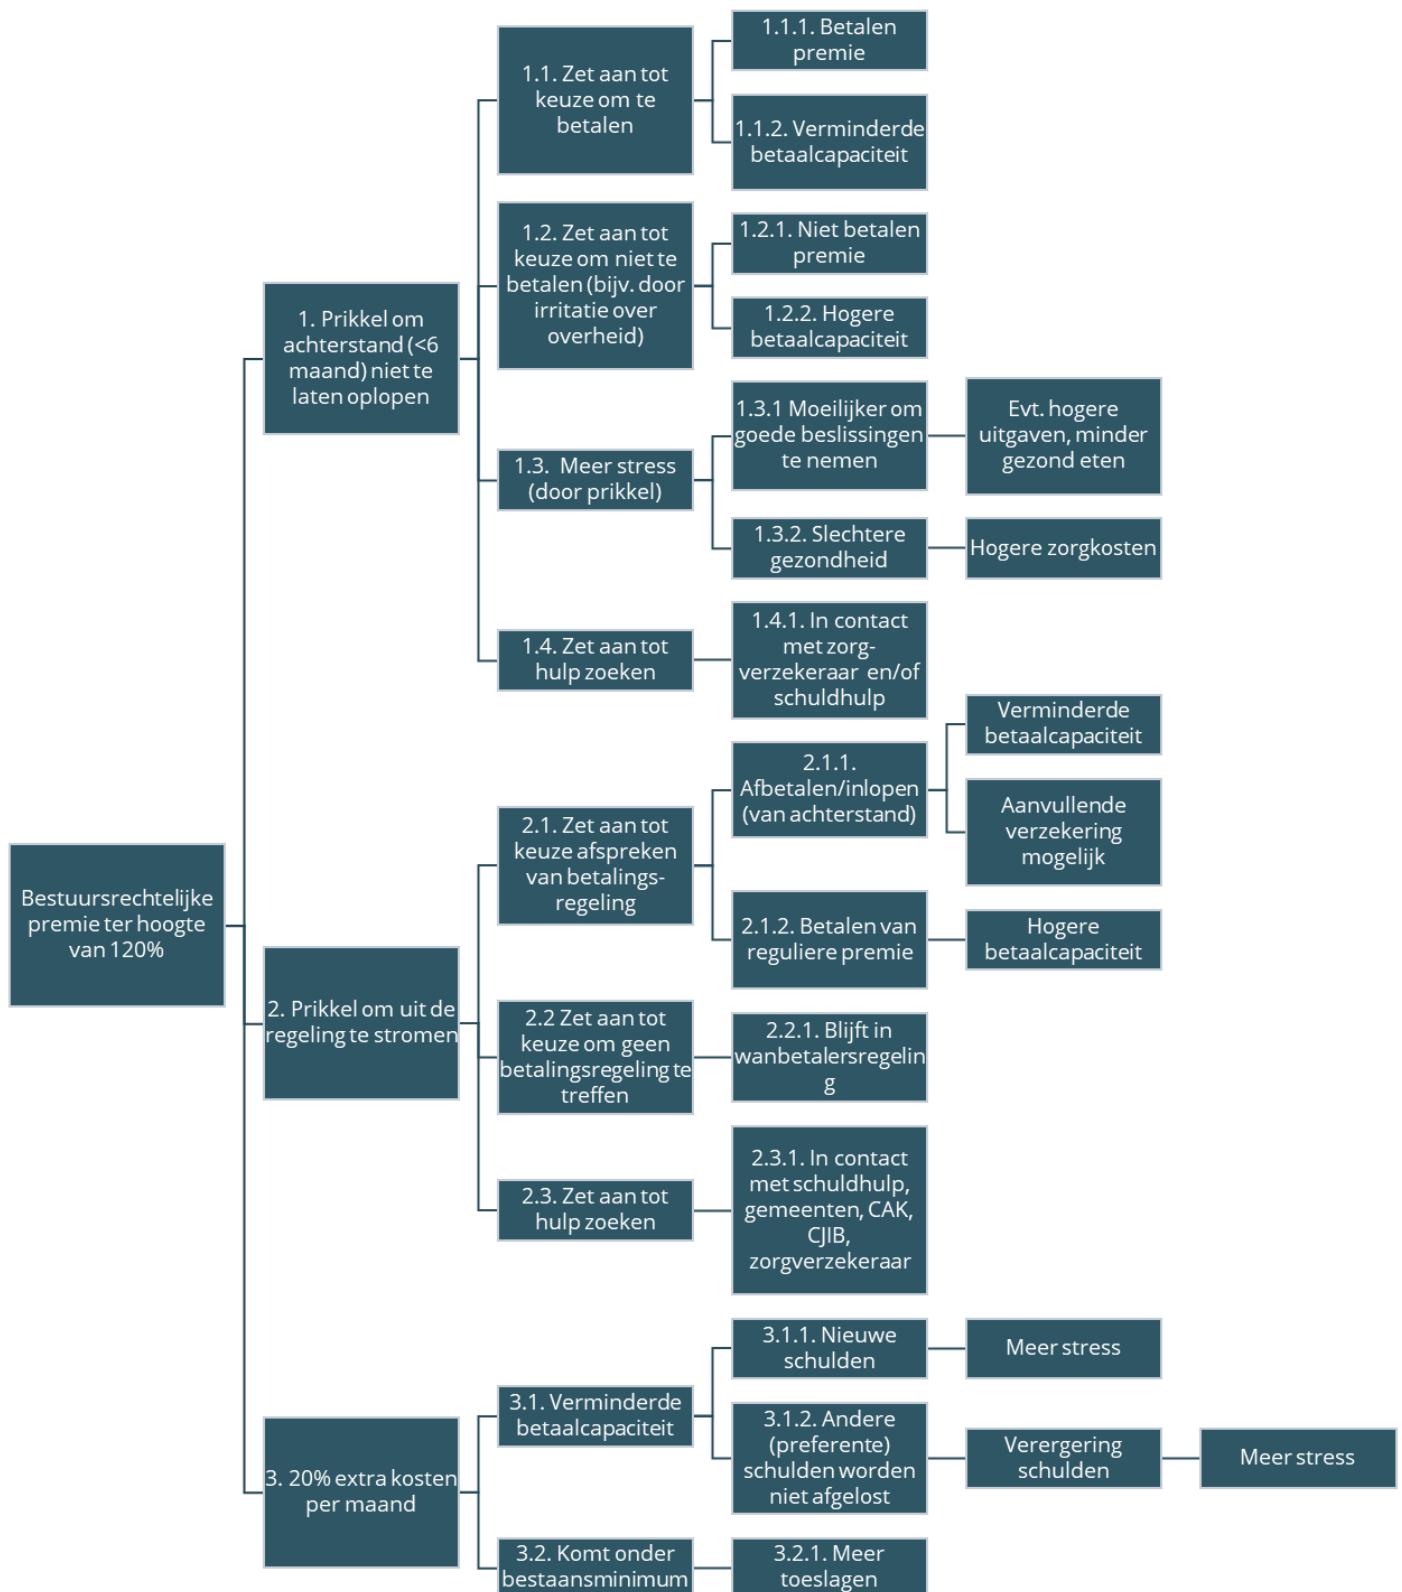 Bestuursrechtelijke
premie ter hoogte
van 120%
1. Prikkel om
achterstand (<6
maand) niet te
laten oplopen
1.1. Zet aan tot
keuze om te
betalen
1.1.1. Betalen
premie
1.1.2. Verminderde
betaalcapaciteit
1.2. Zet aan tot
keuze om niet te
betalen (bijv. door
irritatie over
overheid)
1.2.1. Niet betalen
premie
1.2.2. Hogere
betaalcapaciteit
1.3. Meer stress
(door prikkel)
1.3.1 Moeilijker om
goede beslissingen
te nemen
Evt. hogere
uitgaven, minder
gezond eten
1.3.2. Slechtere
gezondheid
Hogere zorgkosten
1.4. Zet aan tot
hulp zoeken
1.4.1. In contact
met zorg-
verzekeraar en/of
schuldhulp
2. Prikkel om uit de
regeling te stromen
2.1. Zet aan tot
keuze afspreken
van betalings-
regeling
2.1.1.
Afbetalen/inlopen
(van achterstand)
Verminderde
betaalcapaciteit
Aanvullende
verzekering
mogelijk
2.1.2. Betalen van
reguliere premie
Hogere
betaalcapaciteit
2.2 Zet aan tot
keuze om geen
betalingsregeling te
treffen
2.2.1. Blijft in
wanbetalersregelin
g
2.3. Zet aan tot
hulp zoeken
2.3.1. In contact
met schuldhulp,
gemeenten, CAK,
CJIB,
zorgverzekeraar
3. 20% extra kosten
per maand
3.1. Verminderde
betaalcapaciteit
3.1.1. Nieuwe
schulden
Meer stress
3.1.2. Andere
(preferente)
schulden worden
niet afgelost
Verergering
schulden
Meer stress
3.2. Komt onder
bestaansminimum
3.2.1. Meer
toeslagen